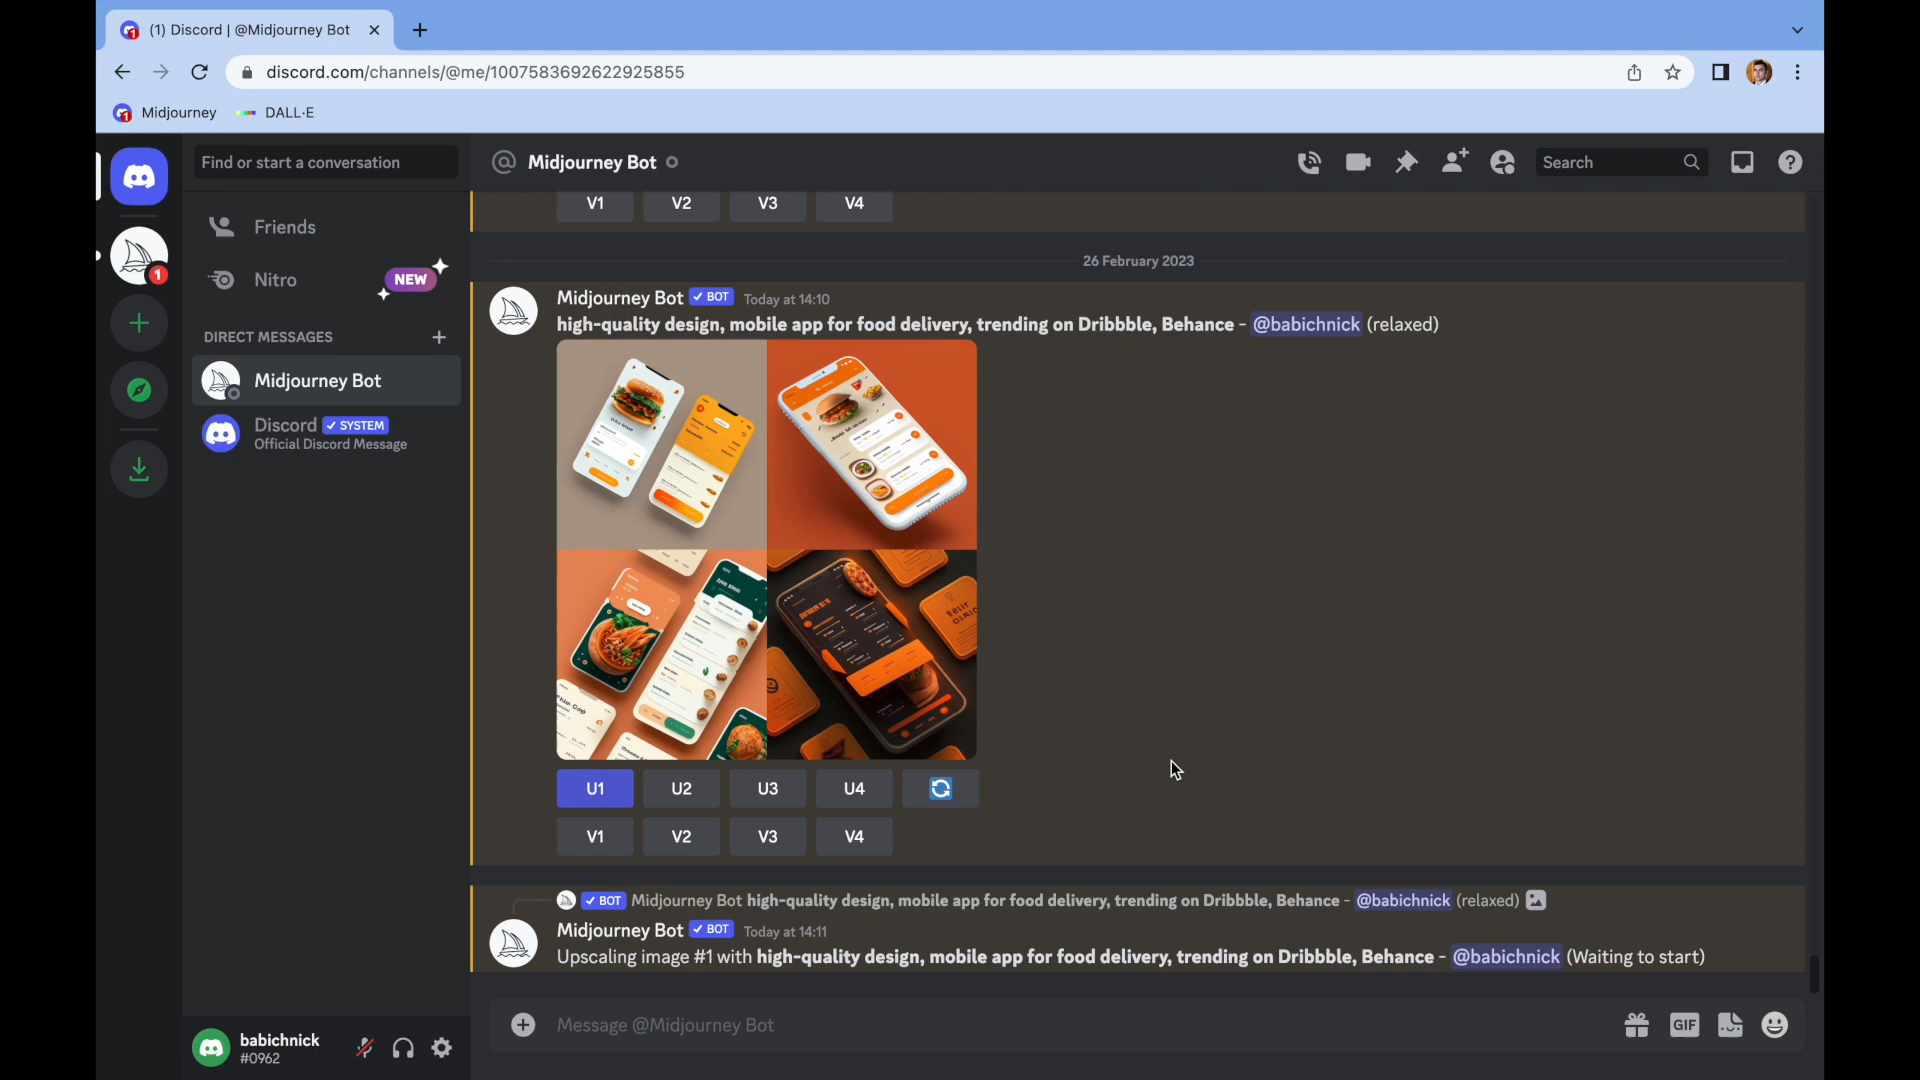 (1) Discord | @Midjourney Bot
discord.com/channels/@me/1007583692622925855
Midjourney
DALL·E
Find or start a conversation
Midjourney Bot
Search
Friends
Nitro
NEW
DIRECT MESSAGES
Midjourney Bot
Discord SYSTEM
Official Discord Message
1
V1 V2 V3 V4
26 February 2023
Midjourney Bot BOT Today at 14:10
high-quality design, mobile app for food delivery, trending on Dribbble, Behance - @babichnick (relaxed)
U1 U2 U3 U4
V1 V2 V3 V4
BOT Midjourney Bot high-quality design, mobile app for food delivery, trending on Dribbble, Behance - @babichnick (relaxed)
Midjourney Bot BOT Today at 14:11
Upscaling image #1 with high-quality design, mobile app for food delivery, trending on Dribbble, Behance - @babichnick (Waiting to start)
Message @Midjourney Bot
GIF
babichnick
#0962